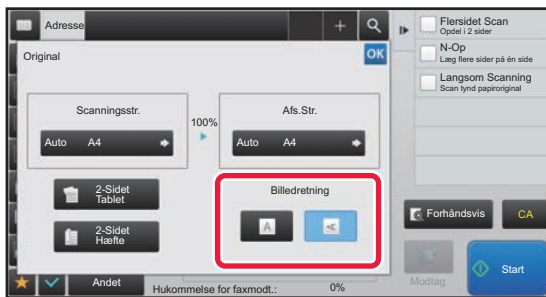 Adresse
Original
OK
Scanningsstr.
100%
Afs.Str.
Auto A4
Auto A4
2-Sidet
Tablet
2-Sidet
Hæfte
Billedretning
A
A
Andet
Hukommelse for faxmodt.: 0%
Flersidet Scan
Opdel i 2 sider
N-Op
Læg flere sider på én side
Langsom Scanning
Scan tynd papiroriginal
Forhåndsvis
CA
Modtag
Start